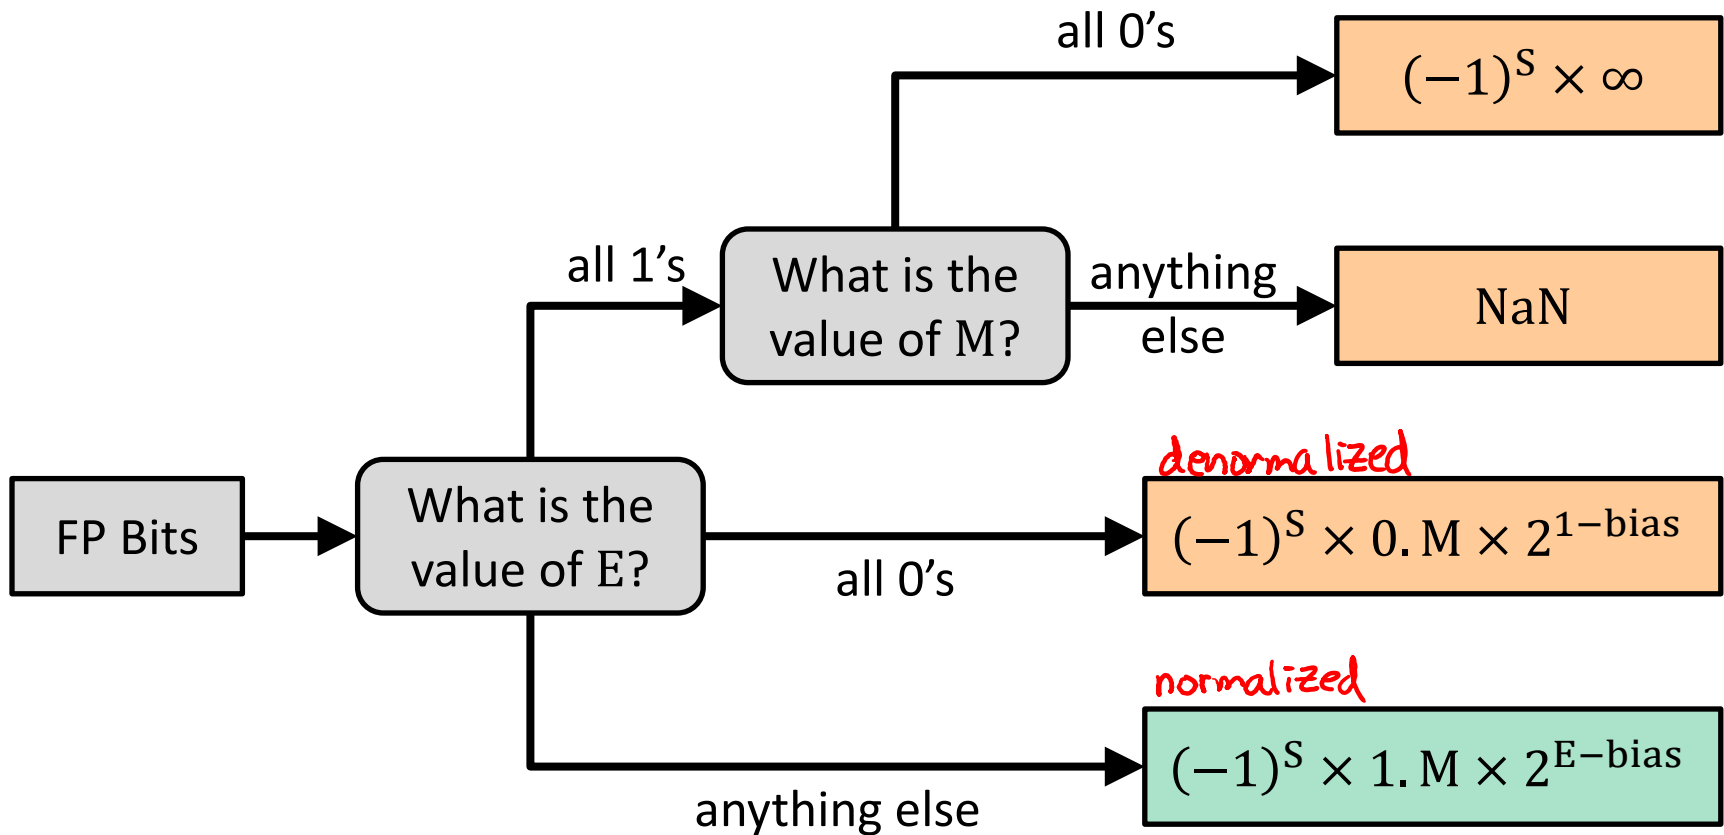 all 0's
(−1)^S × ∞
all 1's
What is the
value of M?
anything
else
NaN
denormalized
FP Bits
What is the
value of E?
all 0's
(−1)^S × 0. M × 2^{1−bias}
normalized
(−1)^S × 1. M × 2^{E−bias}
anything else